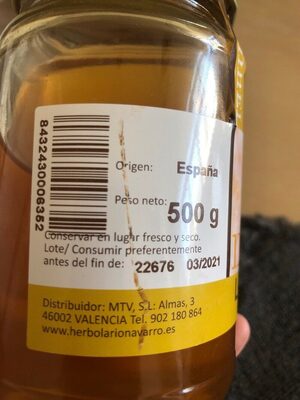 8432430006352
Origen: España
Peso neto: 500 g
Conservar en lugar fresco y seco.
Lote/ Consumir preferentemente
antes del fin de: 22676 03/2021
Distribuidor: MTV, S.L: Almas, 3
46002 VALENCIA Tel. 902 180 864
www.herbolarionavarro.es